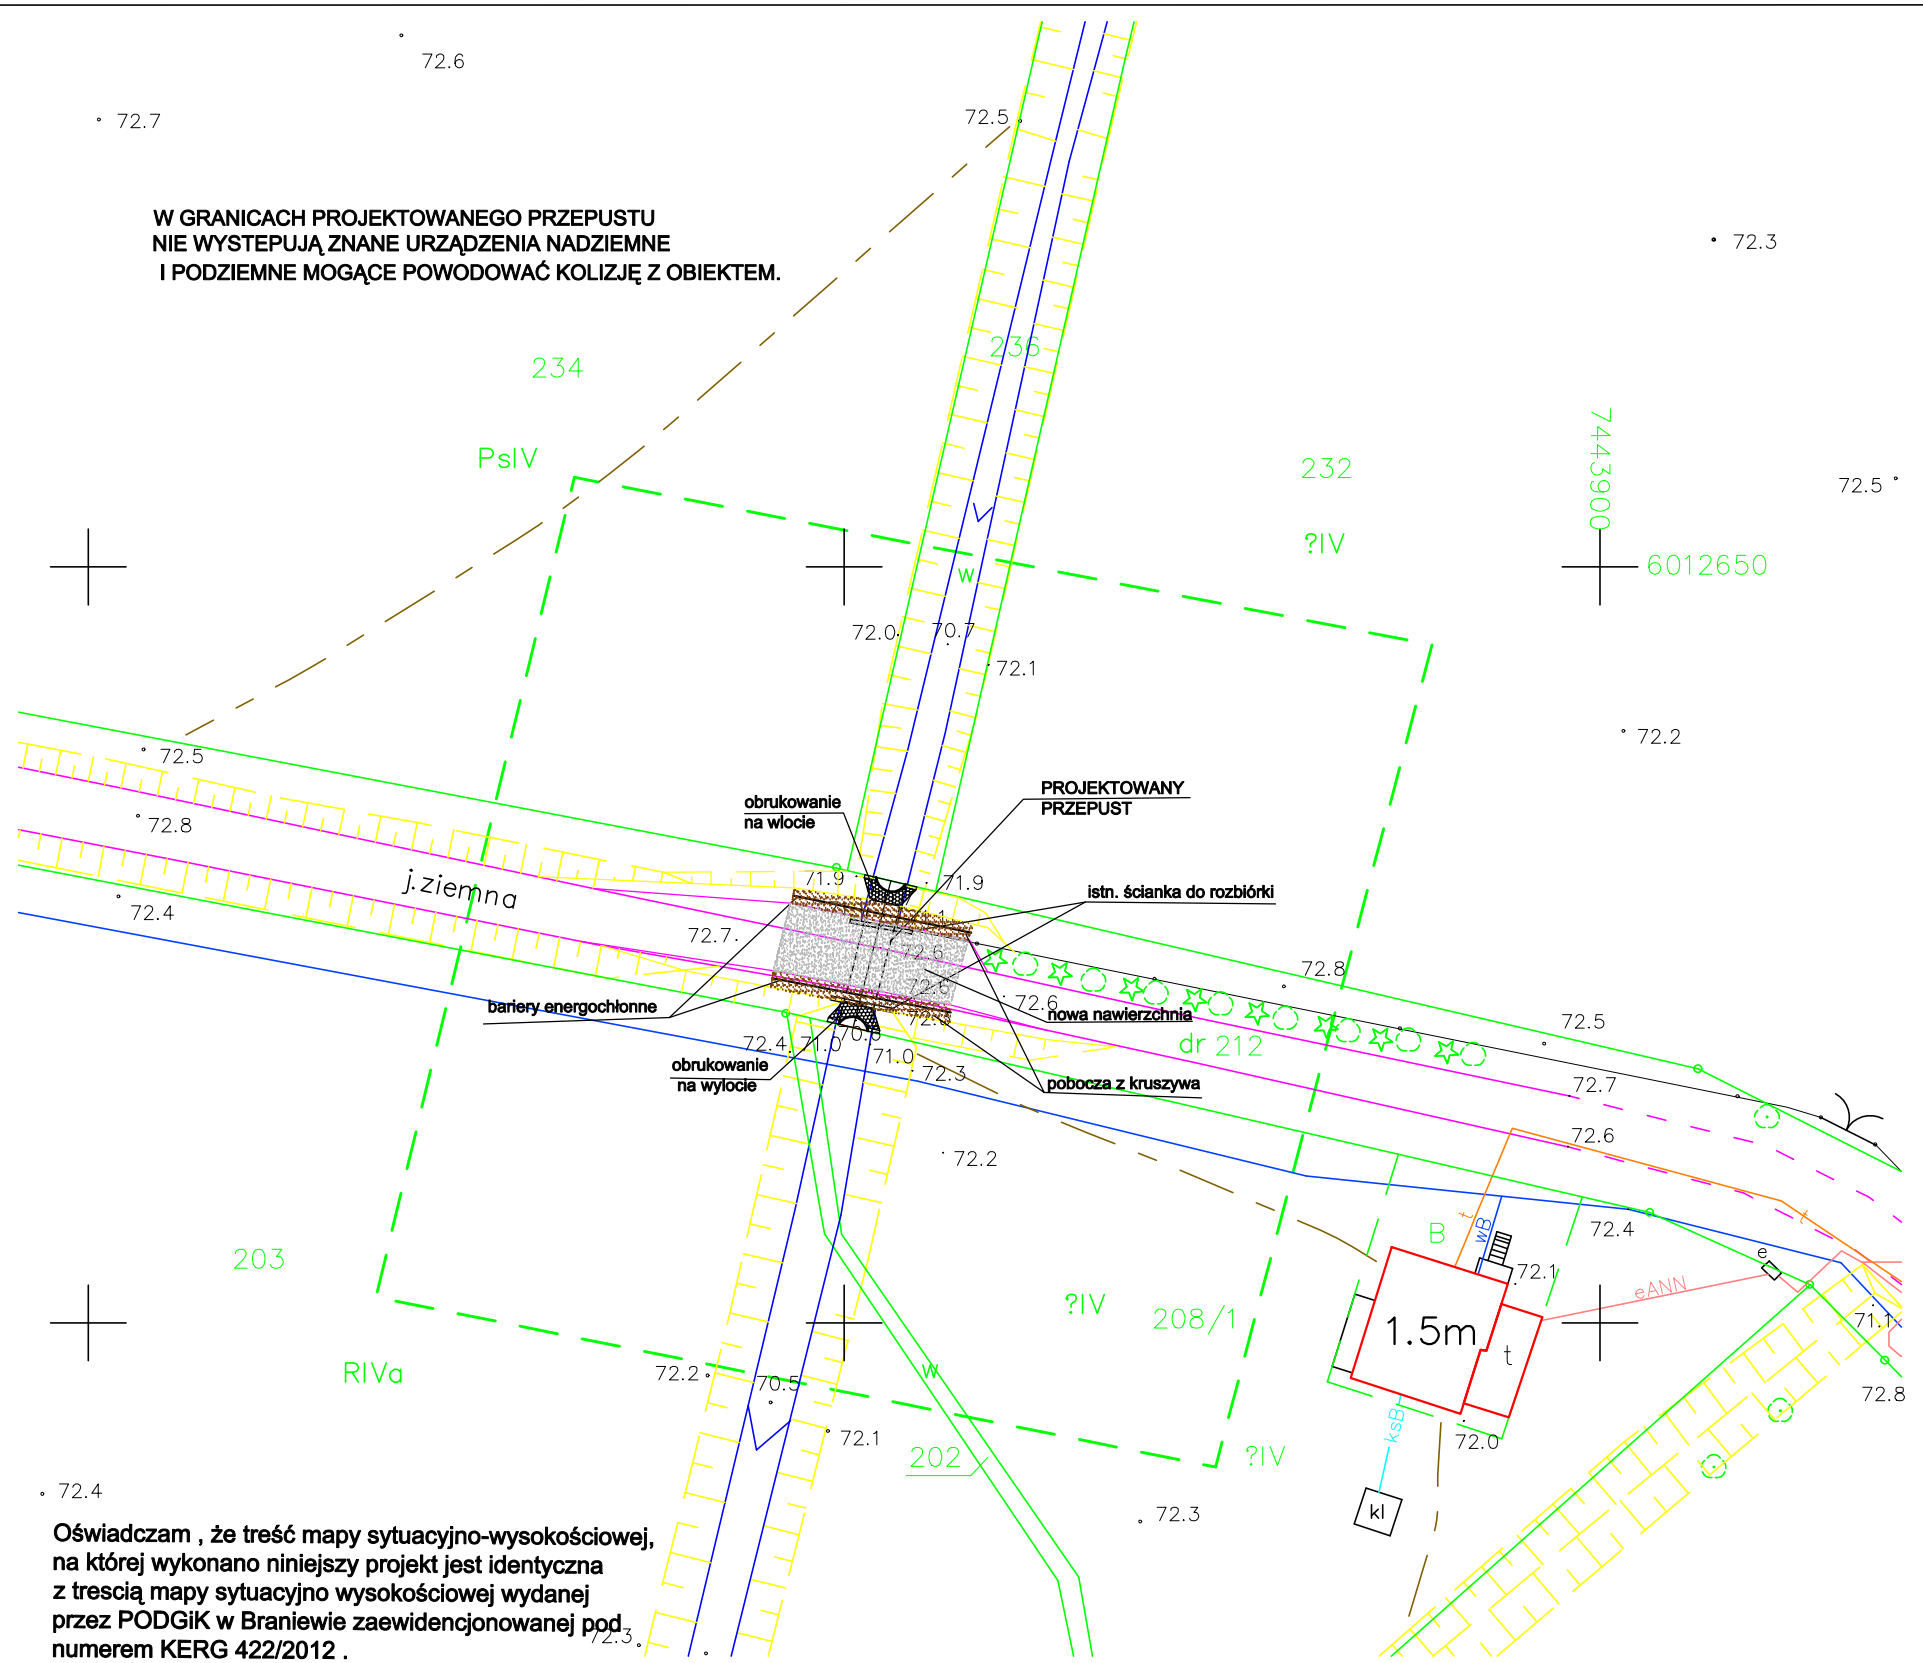 72.6
72.7
72.5
W GRANICACH PROJEKTOWANEGO PRZEPUSTU
NIE WYSTEPUJĄ ZNANE URZĄDZENIA NADZIEMNE
I PODZIEMNE MOGĄCE POWODOWAĆ KOLIZJĘ Z OBIEKTEM.
72.3
236
234
PsIV
232
7443900
72.5
?IV
6012650
w
72.0
70.7
72.1
72.2
72.5
72.8
PROJEKTOWANY
PRZEPUST
obrukowanie
na wlocie
j.ziemna
71.9
71.9
istn. ścianka do rozbiórki
72.4
72.7
72.6
72.8
72.6
72.6
bariery energochłonne
nowa nawierzchnia
72.5
72.4
71.0
71.0
dr 212
obrukowanie
na wylocie
72.3
pobocza z kruszywa
72.7
72.6
72.2
t
wB
B
72.4
t
e
203
72.1
eANN
?IV
208/1
1.5m
t
71.1
RIVa
72.2
70.5
w
72.8
72.1
ksB
72.0
202
?IV
72.4
kl
72.3
Oświadczam , że treść mapy sytuacyjno-wysokościowej,
na której wykonano niniejszy projekt jest identyczna
z trescią mapy sytuacyjno wysokościowej wydanej
przez PODGiK w Braniewie zaewidencjonowanej pod
numerem KERG 422/2012 .
72.3